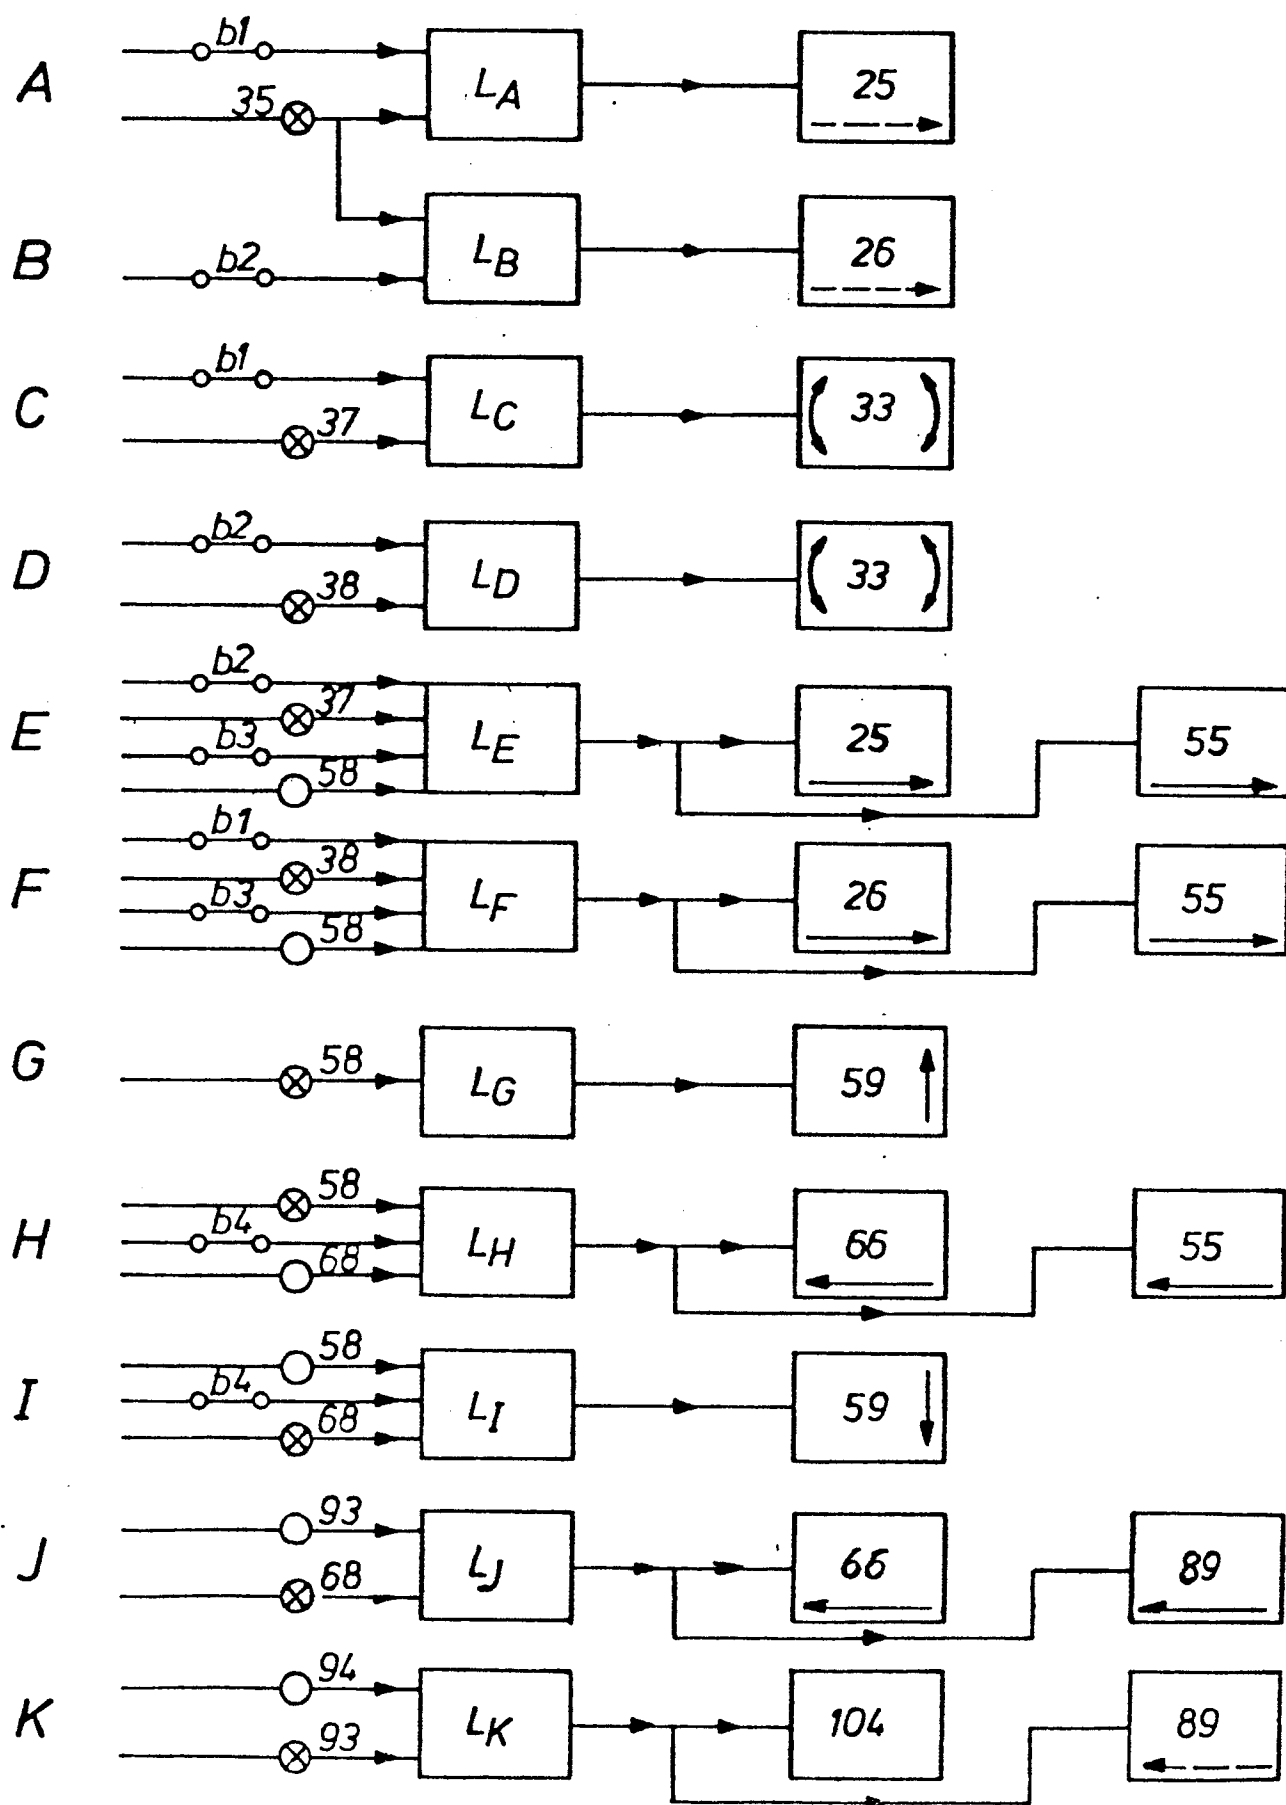 A b1 35 LA 25
B b2 LB 26
C b1 37 LC 33
D b2 38 LD 33
E b2 37 b3 58 LE 25 55
F b1 38 b3 58 LF 26 55
G 58 LG 59
H 58 b4 68 LH 66 55
I 58 b4 68 LI 59
J 93 68 LJ 66 89
K 94 93 LK 104 89